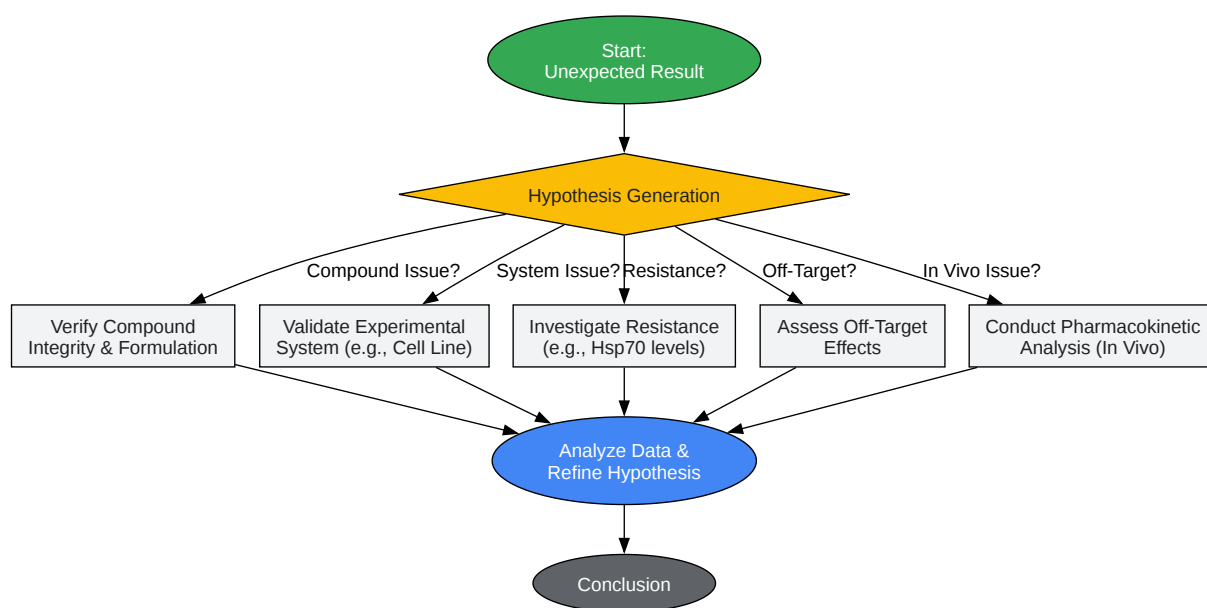 Start:
Unexpected Result
Hypothesis Generation
Compound Issue?
System Issue?
Resistance?
Off-Target?
In Vivo Issue?
Verify Compound
Integrity & Formulation
Validate Experimental
System (e.g., Cell Line)
Investigate Resistance
(e.g., Hsp70 levels)
Assess Off-Target
Effects
Conduct Pharmacokinetic
Analysis (In Vivo)
Analyze Data &
Refine Hypothesis
Conclusion